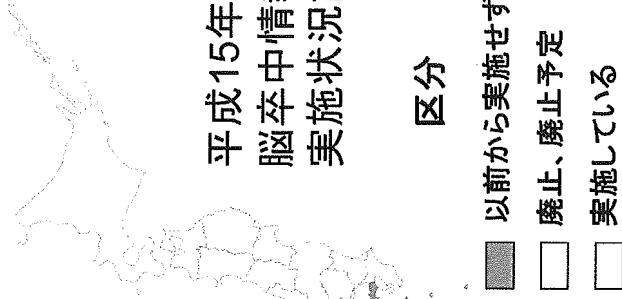 平成15年
脳卒中情
実施状況
区分
以前から実施せず
廃止、廃止予定
実施している